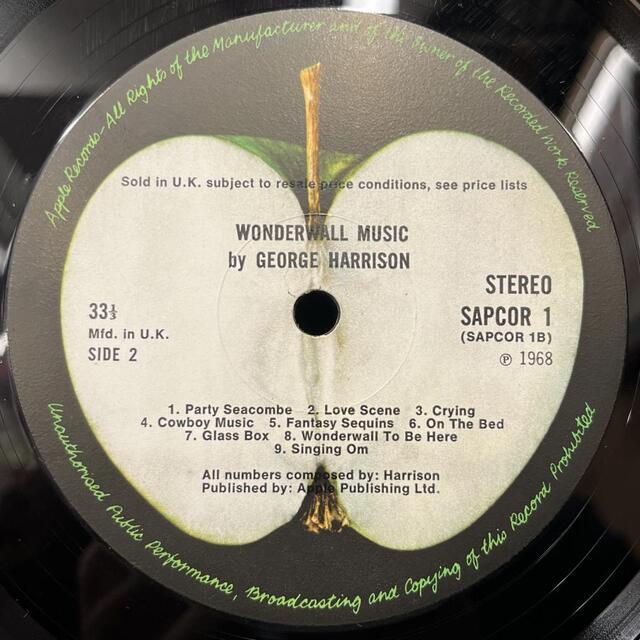 Apple Records-All Rights of the Manufacturer and of the Owner of the Recorded Work Reserved
Sold in U.K. subject to resale price conditions, see price lists
WONDERWALL MUSIC
by GEORGE HARRISON
33⅓
Mfd. in U.K.
SIDE 2
STEREO
SAPCOR 1
(SAPCOR 1B)
℗ 1968
1. Party Seacombe 2. Love Scene 3. Crying
4. Cowboy Music 5. Fantasy Sequins 6. On The Bed
7. Glass Box 8. Wonderwall To Be Here
9. Singing Om
All numbers composed by: Harrison
Published by: Apple Publishing Ltd.
Unauthorised Public Performance, Broadcasting and Copying of this Record Prohibited